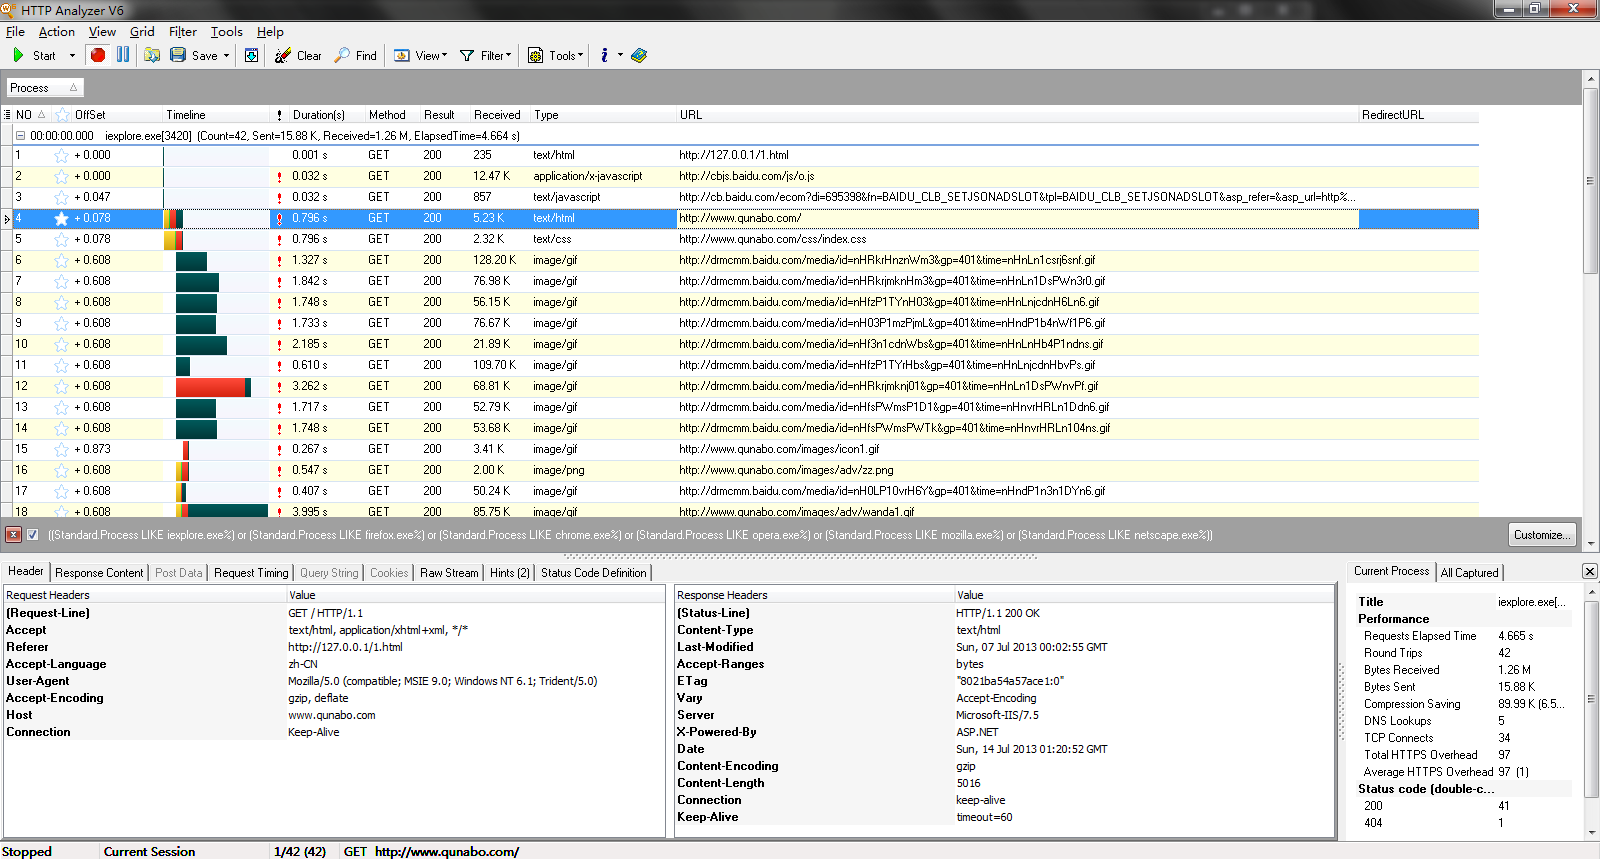 HTTP Analyzer V6
File Action View Grid Filter Tools Help
Start Save Clear Find View Filter Tools
Process
NO OffSet Timeline ! Duration(s) Method Result Received Type URL RedirectURL
00:00:00.000 iexplore.exe[3420] (Count=42, Sent=15.88 K, Received=1.26 M, ElapsedTime=4.664 s)
1 + 0.000 0.001 s GET 200 235 text/html http://127.0.0.1/1.html
2 + 0.000 ! 0.032 s GET 200 12.47 K application/x-javascript http://cbjs.baidu.com/js/o.js
3 + 0.047 ! 0.032 s GET 200 857 text/javascript http://cb.baidu.com/ecom?di=695398&fn=BAIDU_CLB_SETJSONADSLOT&tpl=BAIDU_CLB_SETJSONADSLOT&asp_refer=&asp_url=http%...
4 + 0.078 ! 0.796 s GET 200 5.23 K text/html http://www.qunabo.com/
5 + 0.078 ! 0.796 s GET 200 2.32 K text/css http://www.qunabo.com/css/index.css
6 + 0.608 ! 1.327 s GET 200 128.20 K image/gif http://drmcmm.baidu.com/media/id=nHRkrHnznWm3&gp=401&time=nHnLn1csrj6snf.gif
7 + 0.608 ! 1.842 s GET 200 76.98 K image/gif http://drmcmm.baidu.com/media/id=nHRksrjmknHm3&gp=401&time=nHnLn1DsPWn3r0.gif
8 + 0.608 ! 1.748 s GET 200 56.15 K image/gif http://drmcmm.baidu.com/media/id=nHfzP1TYnH03&gp=401&time=nHnLnjcdnH6Ln6.gif
9 + 0.608 ! 1.733 s GET 200 76.67 K image/gif http://drmcmm.baidu.com/media/id=nH03P1mzPjmL&gp=401&time=nHndP1b4nWf1P6.gif
10 + 0.608 ! 2.185 s GET 200 21.89 K image/gif http://drmcmm.baidu.com/media/id=nHf3n1cdnWbs&gp=401&time=nHnLnHb4P1ndns.gif
11 + 0.608 ! 0.610 s GET 200 109.70 K image/gif http://drmcmm.baidu.com/media/id=nHfzP1TYrHbs&gp=401&time=nHnLnjcdnHbvPs.gif
12 + 0.608 ! 3.262 s GET 200 68.81 K image/gif http://drmcmm.baidu.com/media/id=nHRkrjmknj01&gp=401&time=nHnLn1DsPWnvPf.gif
13 + 0.608 ! 1.717 s GET 200 52.79 K image/gif http://drmcmm.baidu.com/media/id=nHfsPWmsP1D1&gp=401&time=nHnvrHRLn1Ddn6.gif
14 + 0.608 ! 1.748 s GET 200 53.68 K image/gif http://drmcmm.baidu.com/media/id=nHfsPWmsPWTk&gp=401&time=nHnvrHRLn104ns.gif
15 + 0.873 ! 0.267 s GET 200 3.41 K image/gif http://www.qunabo.com/images/icon1.gif
16 + 0.608 ! 0.547 s GET 200 2.00 K image/png http://www.qunabo.com/images/adv/zz.png
17 + 0.608 ! 0.407 s GET 200 50.24 K image/gif http://drmcmm.baidu.com/media/id=nH0LP10vrH6Y&gp=401&time=nHndP1n3n1DYn6.gif
18 + 0.608 ! 3.995 s GET 200 85.75 K image/gif http://www.qunabo.com/images/adv/wanda1.gif
((Standard.Process LIKE iexplore.exe%) or (Standard.Process LIKE firefox.exe%) or (Standard.Process LIKE chrome.exe%) or (Standard.Process LIKE opera.exe%) or (Standard.Process LIKE mozilla.exe%) or (Standard.Process LIKE netscape.exe%)) Customize...
Header Response Content Post Data Request Timing Query String Cookies Raw Stream Hints (2) Status Code Definition
Request Headers Value
(Request-Line) GET / HTTP/1.1
Accept text/html, application/xhtml+xml, */*
Referer http://127.0.0.1/1.html
Accept-Language zh-CN
User-Agent Mozilla/5.0 (compatible; MSIE 9.0; Windows NT 6.1; Trident/5.0)
Accept-Encoding gzip, deflate
Host www.qunabo.com
Connection Keep-Alive
Response Headers Value
(Status-Line) HTTP/1.1 200 OK
Content-Type text/html
Last-Modified Sun, 07 Jul 2013 00:02:55 GMT
Accept-Ranges bytes
ETag "8021ba54a57ace1:0"
Vary Accept-Encoding
Server Microsoft-IIS/7.5
X-Powered-By ASP.NET
Date Sun, 14 Jul 2013 01:20:52 GMT
Content-Encoding gzip
Content-Length 5016
Connection keep-alive
Keep-Alive timeout=60
Current Process All Captured
Title iexplore.exe[...
Performance
Requests Elapsed Time 4.665 s
Round Trips 42
Bytes Received 1.26 M
Bytes Sent 15.88 K
Compression Saving 89.99 K (6.5...
DNS Lookups 5
TCP Connects 34
Total HTTPS Overhead 97
Average HTTPS Overhead 97 (1)
Status code (double-c...
200 41
404 1
Stopped Current Session 1/42 (42) GET http://www.qunabo.com/